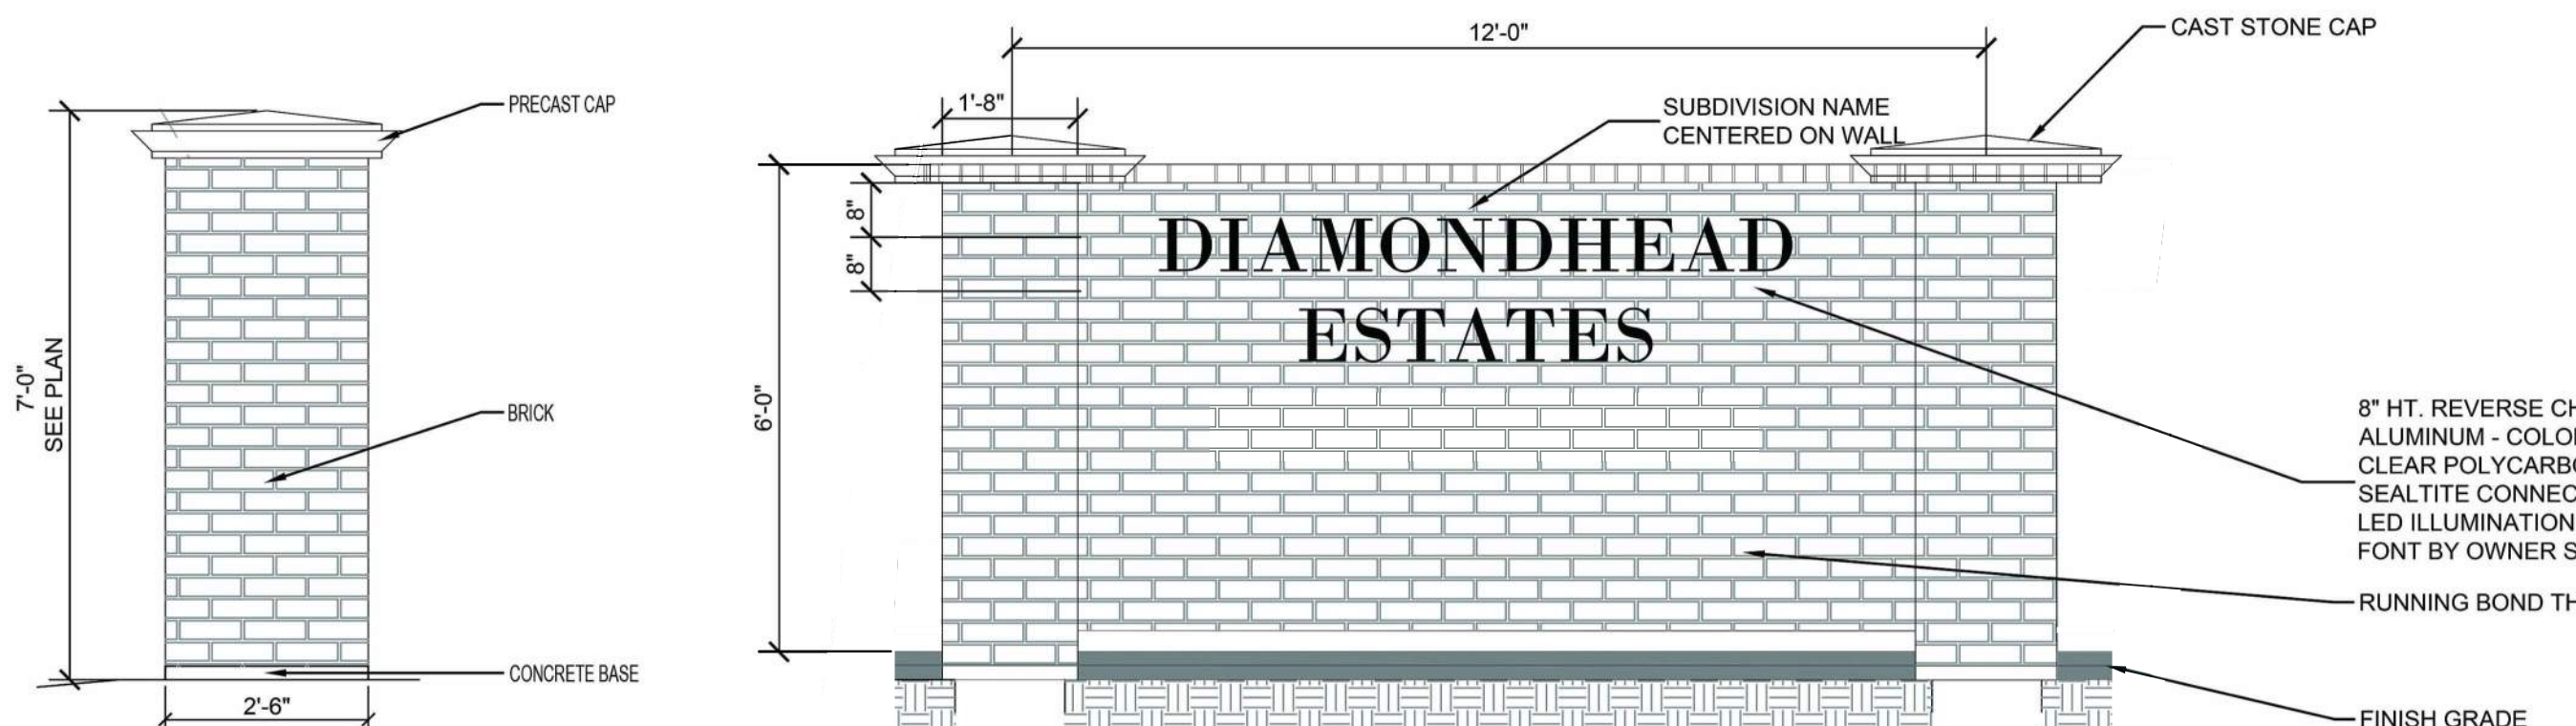 7'-0"
SEE PLAN
PRECAST CAP
BRICK
CONCRETE BASE
2'-6"
12'-0"
1'-8"
CAST STONE CAP
SUBDIVISION NAME
CENTERED ON WALL
8"
8"
6'-0"
DIAMONDHEAD
ESTATES
8" HT. REVERSE
ALUMINUM -
CLEAR
SEALTITE
LED ILLUMINATION
FONT BY OWNER
RUNNING BOND
FINISH GRADE